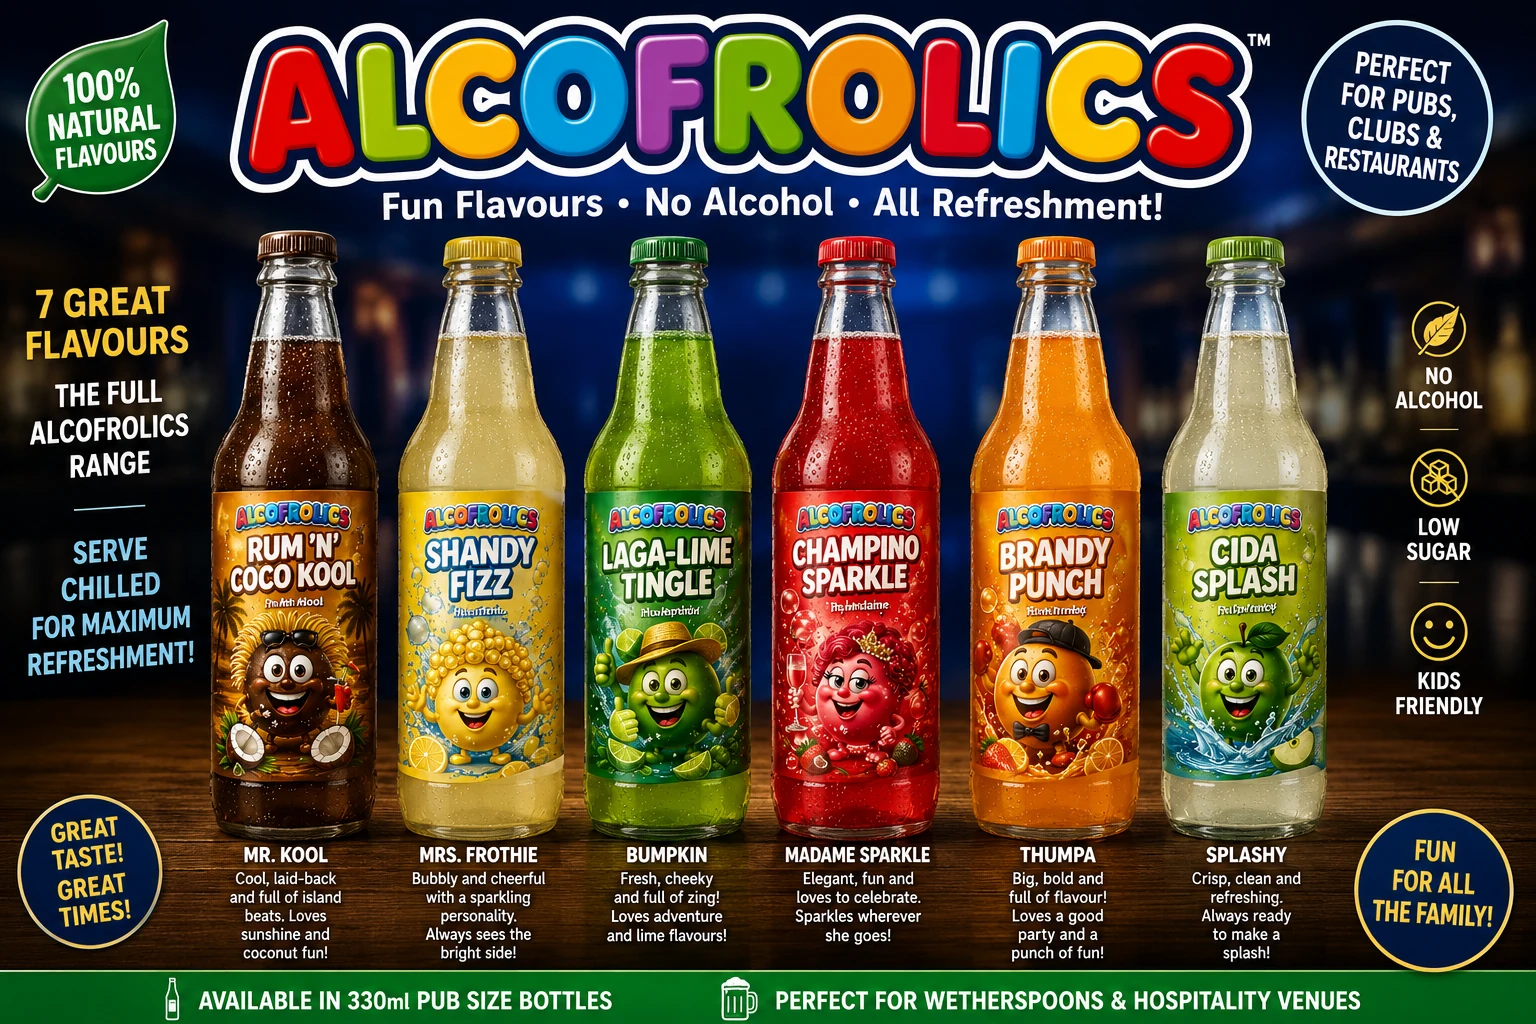 100%
NATURAL
FLAVOURS
ALCOFROLICS™
Fun Flavours • No Alcohol • All Refreshment!
PERFECT
FOR PUBS,
CLUBS &
RESTAURANTS
7 GREAT
FLAVOURS
THE FULL
ALCOFROLICS
RANGE
SERVE
CHILLED
FOR MAXIMUM
REFRESHMENT!
ALCOFROLICS
RUM 'N'
COCO KOOL
ALCOFROLICS
SHANDY
FIZZ
ALCOFROLICS
LAGA-LIME
TINGLE
ALCOFROLICS
CHAMPINO
SPARKLE
ALCOFROLICS
BRANDY
PUNCH
ALCOFROLICS
CIDA
SPLASH
NO
ALCOHOL
LOW
SUGAR
KIDS
FRIENDLY
GREAT
TASTE!
GREAT
TIMES!
MR. KOOL
Cool, laid-back
and full of island
beats. Loves
sunshine and
coconut fun!
MRS. FROTHIE
Bubbly and cheerful
with a sparkling
personality.
Always sees the
bright side!
BUMPKIN
Fresh, cheeky
and full of zing!
Loves adventure
and lime flavours!
MADAME SPARKLE
Elegant, fun and
loves to celebrate.
Sparkles wherever
she goes!
THUMPA
Big, bold and
full of flavour!
Loves a good
party and a
punch of fun!
SPLASHY
Crisp, clean and
refreshing.
Always ready
to make a
splash!
FUN
FOR ALL
THE FAMILY!
AVAILABLE IN 330ml PUB SIZE BOTTLES
PERFECT FOR WETHERSPOONS & HOSPITALITY VENUES